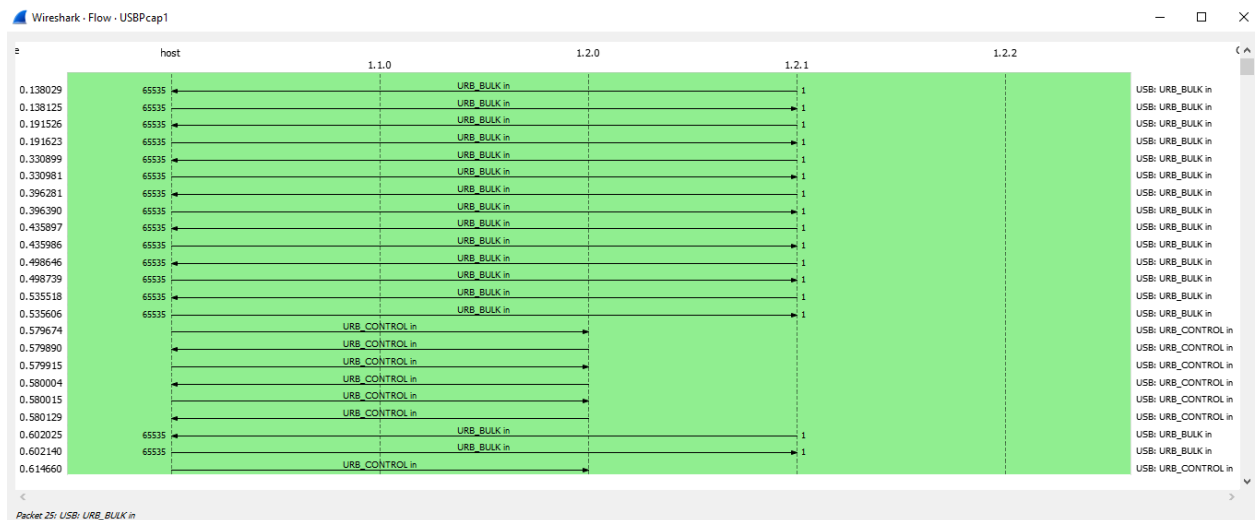 Wireshark · Flow · USBPcap1
e host 1.2.0 1.2.2 C
1.1.0 1.2.1
0.138029 65535 URB_BULK in 1 USB: URB_BULK in
0.138125 65535 URB_BULK in 1 USB: URB_BULK in
0.191526 65535 URB_BULK in 1 USB: URB_BULK in
0.191623 65535 URB_BULK in 1 USB: URB_BULK in
0.330899 65535 URB_BULK in 1 USB: URB_BULK in
0.330981 65535 URB_BULK in 1 USB: URB_BULK in
0.396281 65535 URB_BULK in 1 USB: URB_BULK in
0.396390 65535 URB_BULK in 1 USB: URB_BULK in
0.435897 65535 URB_BULK in 1 USB: URB_BULK in
0.435986 65535 URB_BULK in 1 USB: URB_BULK in
0.498646 65535 URB_BULK in 1 USB: URB_BULK in
0.498739 65535 URB_BULK in 1 USB: URB_BULK in
0.535518 65535 URB_BULK in 1 USB: URB_BULK in
0.535606 65535 URB_BULK in 1 USB: URB_BULK in
0.579674 URB_CONTROL in USB: URB_CONTROL in
0.579890 URB_CONTROL in USB: URB_CONTROL in
0.579915 URB_CONTROL in USB: URB_CONTROL in
0.580004 URB_CONTROL in USB: URB_CONTROL in
0.580015 URB_CONTROL in USB: URB_CONTROL in
0.580129 URB_CONTROL in USB: URB_CONTROL in
0.602025 65535 URB_BULK in 1 USB: URB_BULK in
0.602140 65535 URB_BULK in 1 USB: URB_BULK in
0.614660 URB_CONTROL in USB: URB_CONTROL in
Packet 25: USB: URB_BULK in